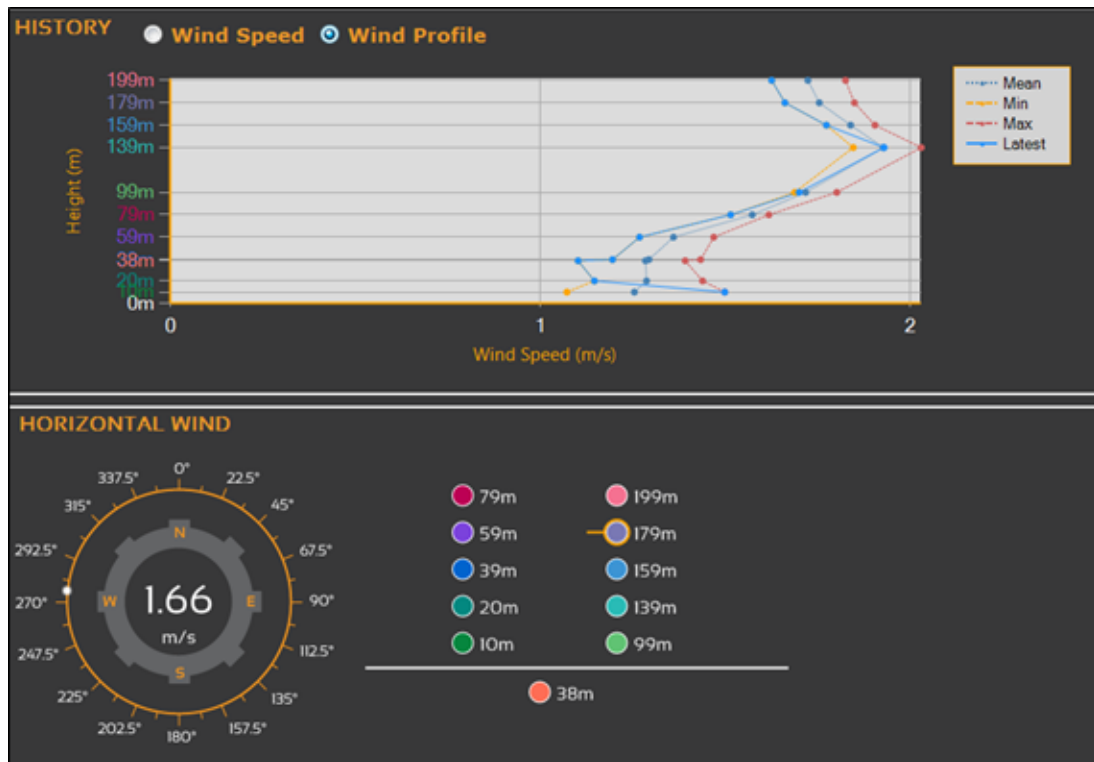 HISTORY Wind Speed Wind Profile
199m
179m
159m
139m
99m
79m
59m
38m
20m
10m
0m
Height (m)
0 1 2
Wind Speed (m/s)
Mean
Min
Max
Latest
HORIZONTAL WIND
0°
22.5°
45°
67.5°
90°
112.5°
135°
157.5°
180°
202.5°
225°
247.5°
270°
292.5°
315°
337.5°
N
W E
S
1.66
m/s
79m 199m
59m 179m
39m 159m
20m 139m
10m 99m
38m